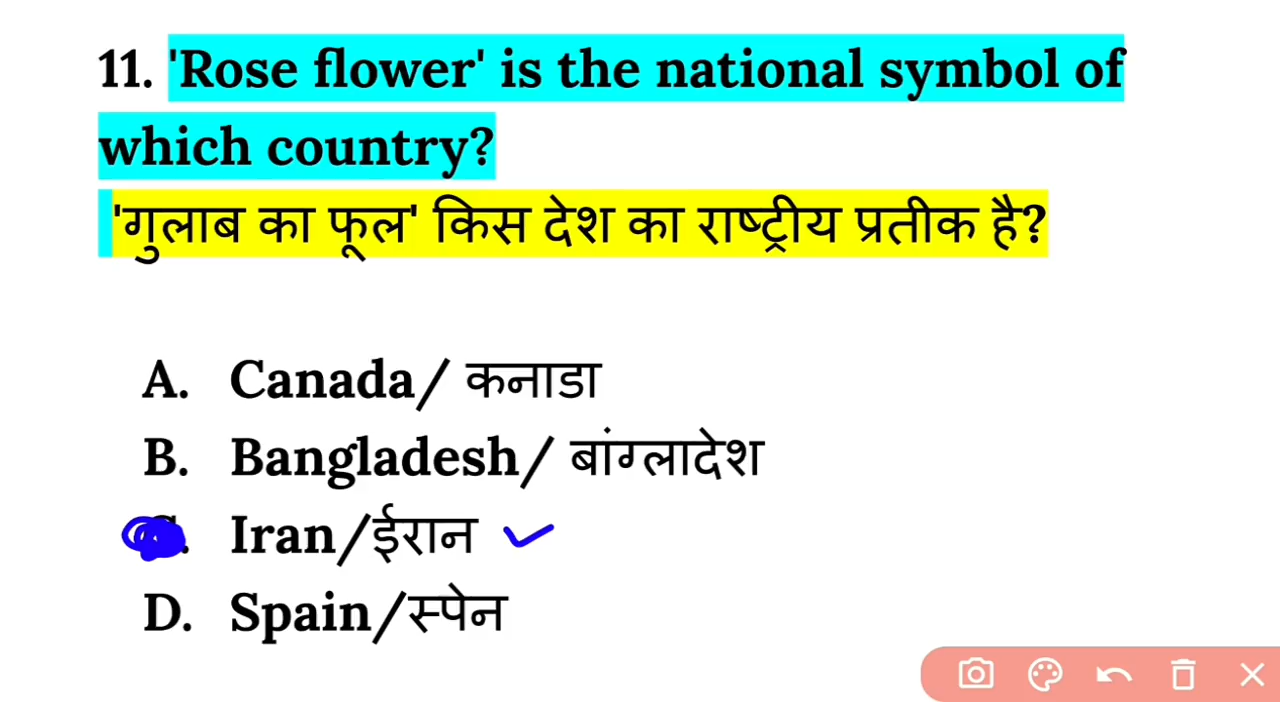 11. 'Rose flower' is the national symbol of
which country?
'गुलाब का फूल' किस देश का राष्ट्रीय प्रतीक है?
A. Canada/ कनाडा
B. Bangladesh/ बांग्लादेश
Iran/ईरान
D. Spain/स्पेन